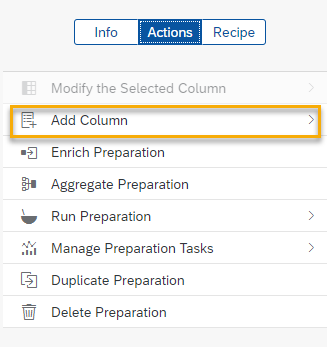 Info Actions Recipe
Modify the Selected Column
Add Column
Enrich Preparation
Aggregate Preparation
Run Preparation
Manage Preparation Tasks
Duplicate Preparation
Delete Preparation